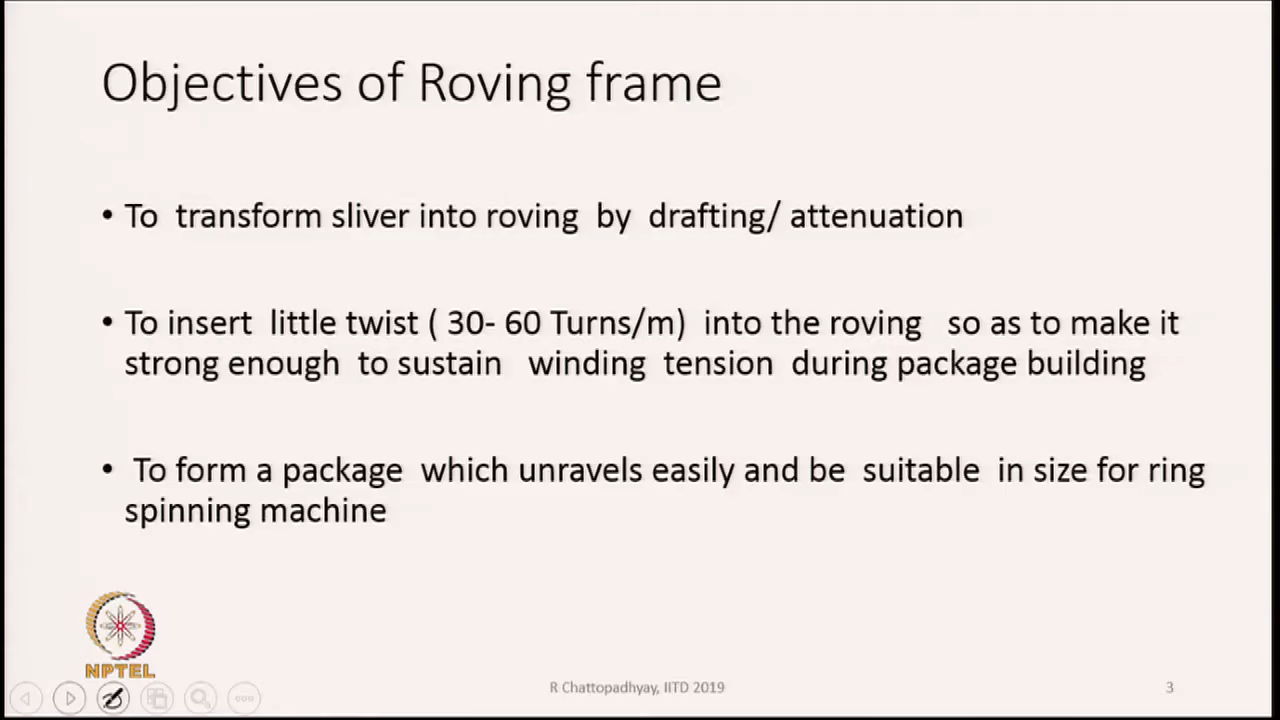 Objectives of Roving frame
• To transform sliver into roving by drafting/ attenuation
• To insert little twist ( 30- 60 Turns/m) into the roving so as to make it
strong enough to sustain winding tension during package building
• To form a package which unravels easily and be suitable in size for ring
spinning machine
NPTEL
R Chattopadhyay, IITD 2019
3